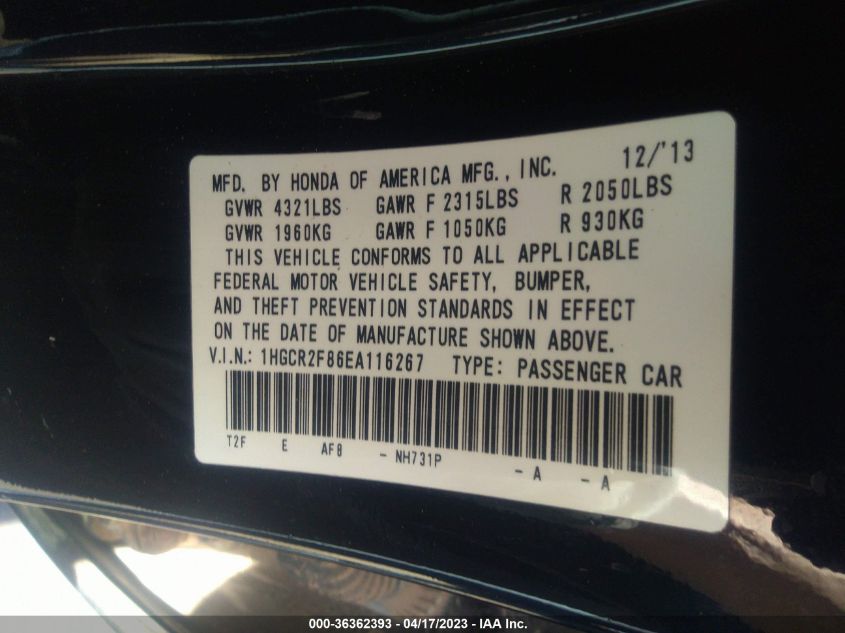 12/'13
MFD. BY HONDA OF AMERICA MFG., INC.
GVWR 4321LBS GAWR F 2315LBS R 2050LBS
GVWR 1960KG GAWR F 1050KG R 930KG
THIS VEHICLE CONFORMS TO ALL APPLICABLE
FEDERAL MOTOR VEHICLE SAFETY, BUMPER,
AND THEFT PREVENTION STANDARDS IN EFFECT
ON THE DATE OF MANUFACTURE SHOWN ABOVE.
V.I.N.: 1HGCR2F86EA116267 TYPE: PASSENGER CAR
T2F E AF8 - NH731P - A - A
000-36362393 - 04/17/2023 - IAA Inc.